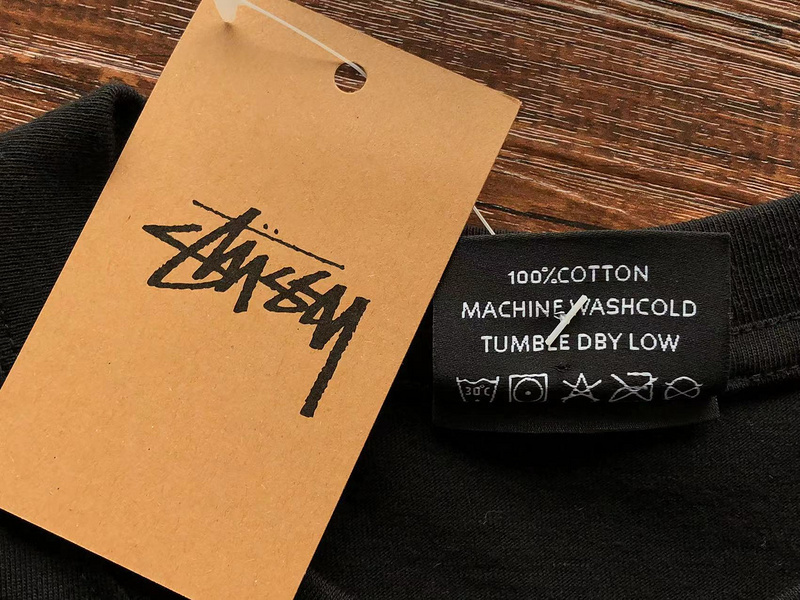 Stüssy
100%COTTON
MACHINE WASHCOLD
TUMBLE DBY LOW
30°C